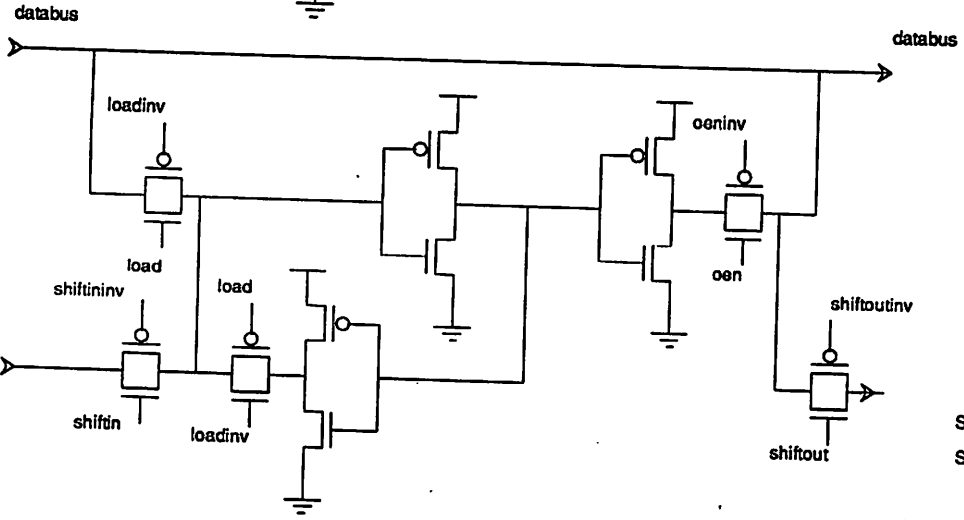 databus
databus
loadinv
oeninv
load
oen
shiftininv
load
shiftoutinv
shiftin
loadinv
shiftout
S
S